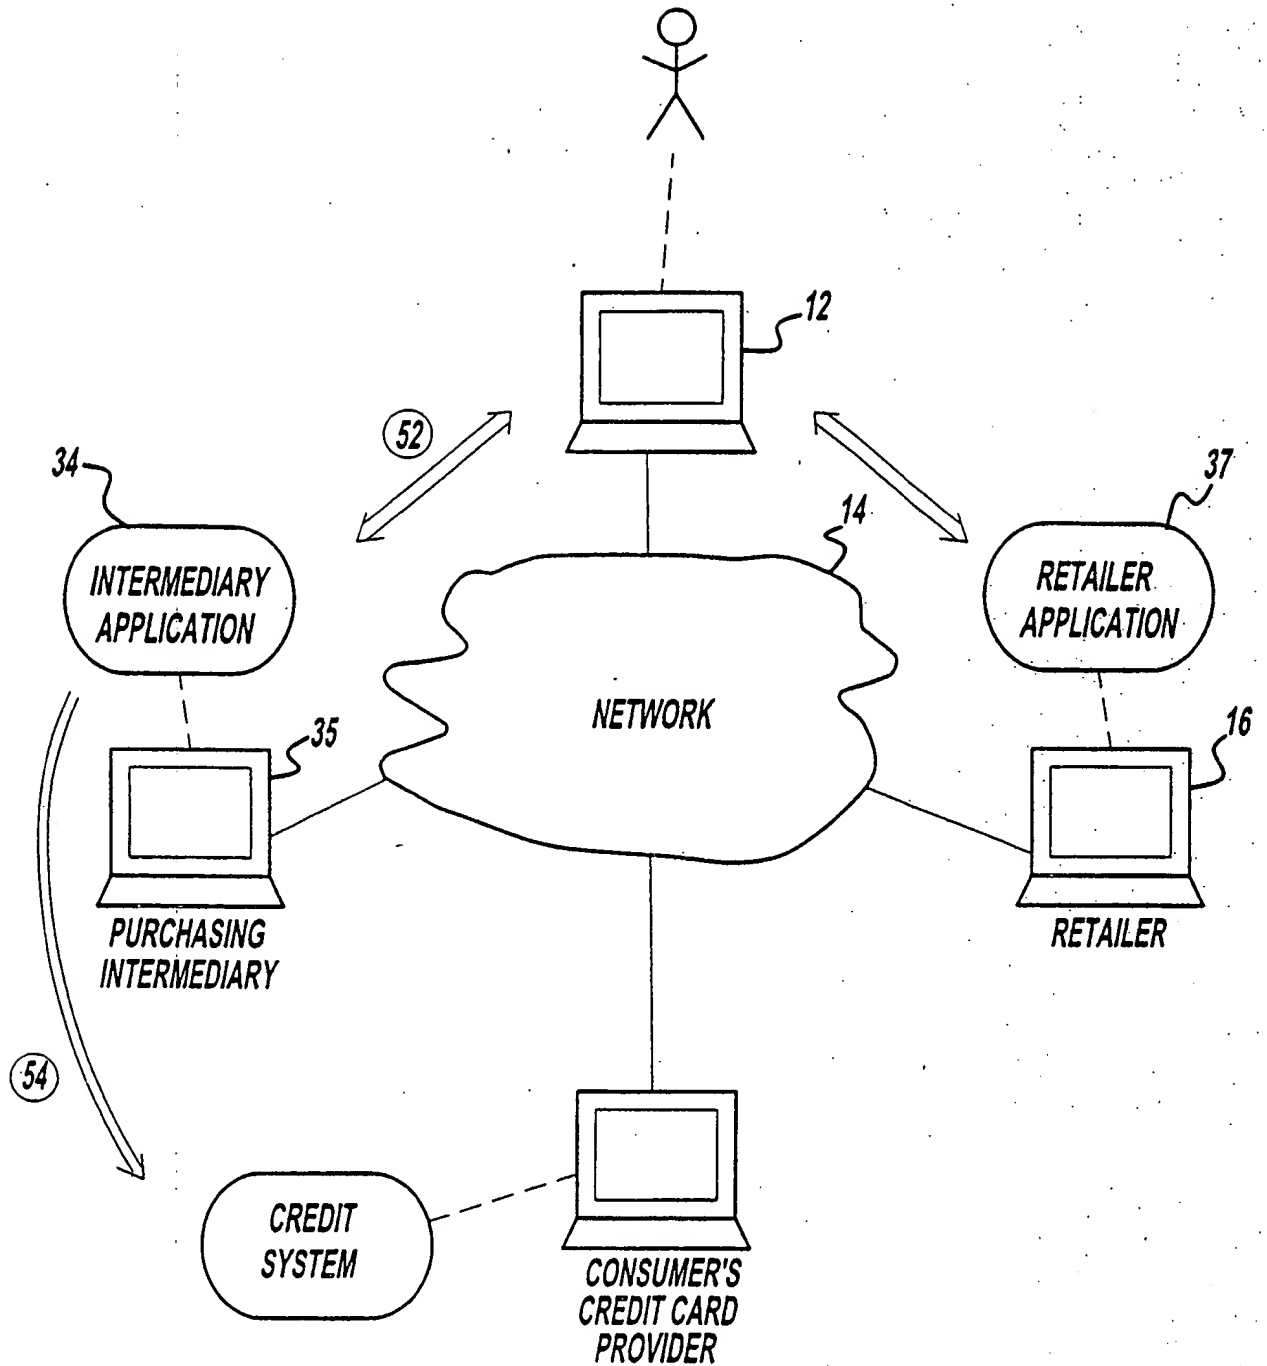 12
52
34
14
37
INTERMEDIARY
APPLICATION
RETAILER
APPLICATION
NETWORK
35
16
PURCHASING
INTERMEDIARY
RETAILER
54
CREDIT
SYSTEM
CONSUMER'S
CREDIT CARD
PROVIDER